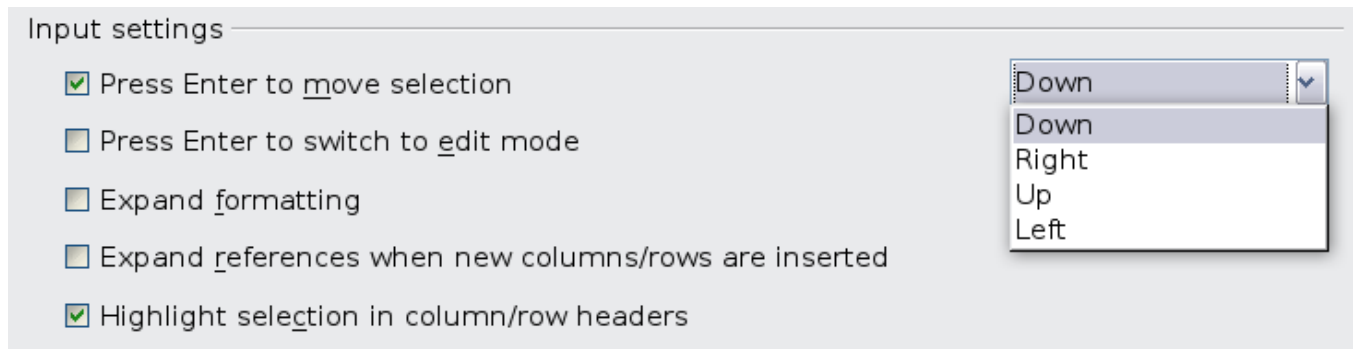 Input settings
Press Enter to move selection
Down
Down
Right
Up
Left
Press Enter to switch to edit mode
Expand formatting
Expand references when new columns/rows are inserted
Highlight selection in column/row headers